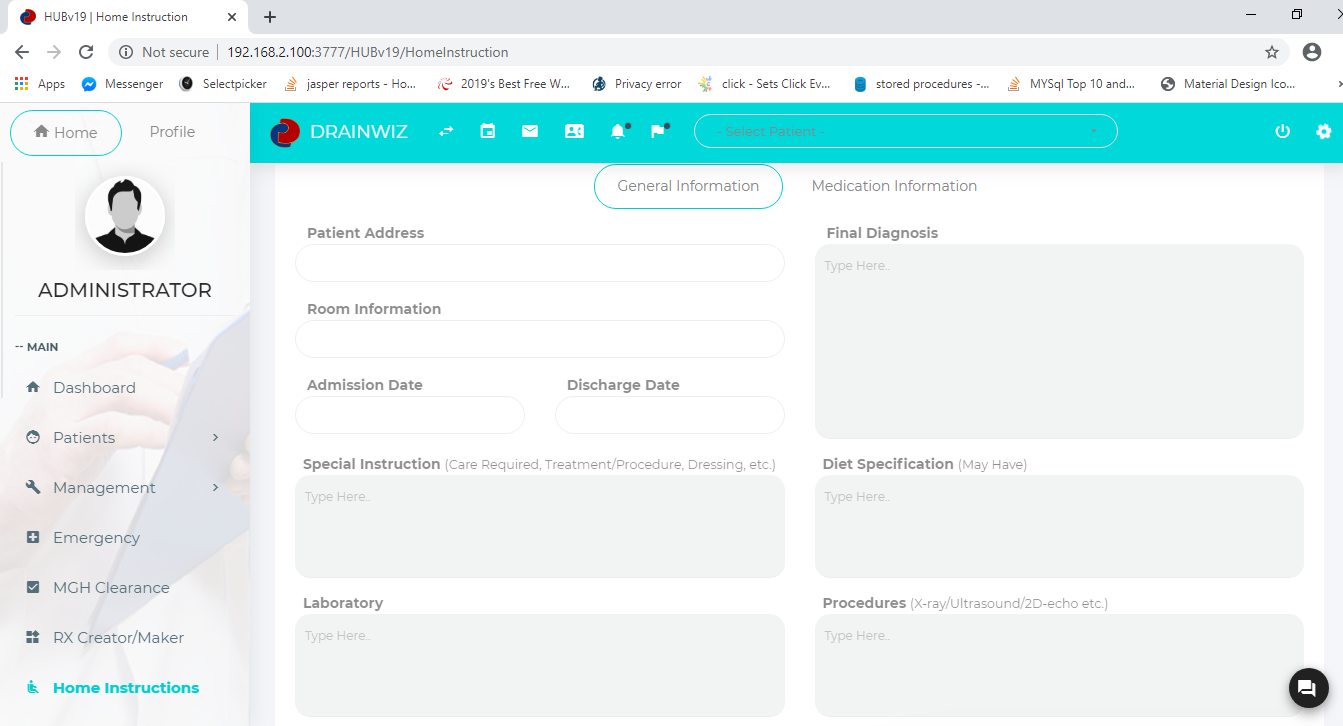 HUBv19 | Home Instruction
Not secure | 192.168.2.100:3777/HUBv19/HomeInstruction
Apps Messenger Selectpicker jasper reports - Ho... 2019's Best Free W... Privacy error click - Sets Click Ev... stored procedures -... MYSql Top 10 and... Material Design Ico...
Home Profile
DRAINWIZ - Select Patient -
ADMINISTRATOR
-- MAIN
Dashboard
Patients
Management
Emergency
MGH Clearance
RX Creator/Maker
Home Instructions
General Information Medication Information
Patient Address Final Diagnosis
Type Here..
Room Information
Admission Date Discharge Date
Special Instruction (Care Required, Treatment/Procedure, Dressing, etc.) Diet Specification (May Have)
Type Here.. Type Here..
Laboratory Procedures (X-ray/Ultrasound/2D-echo etc.)
Type Here.. Type Here..